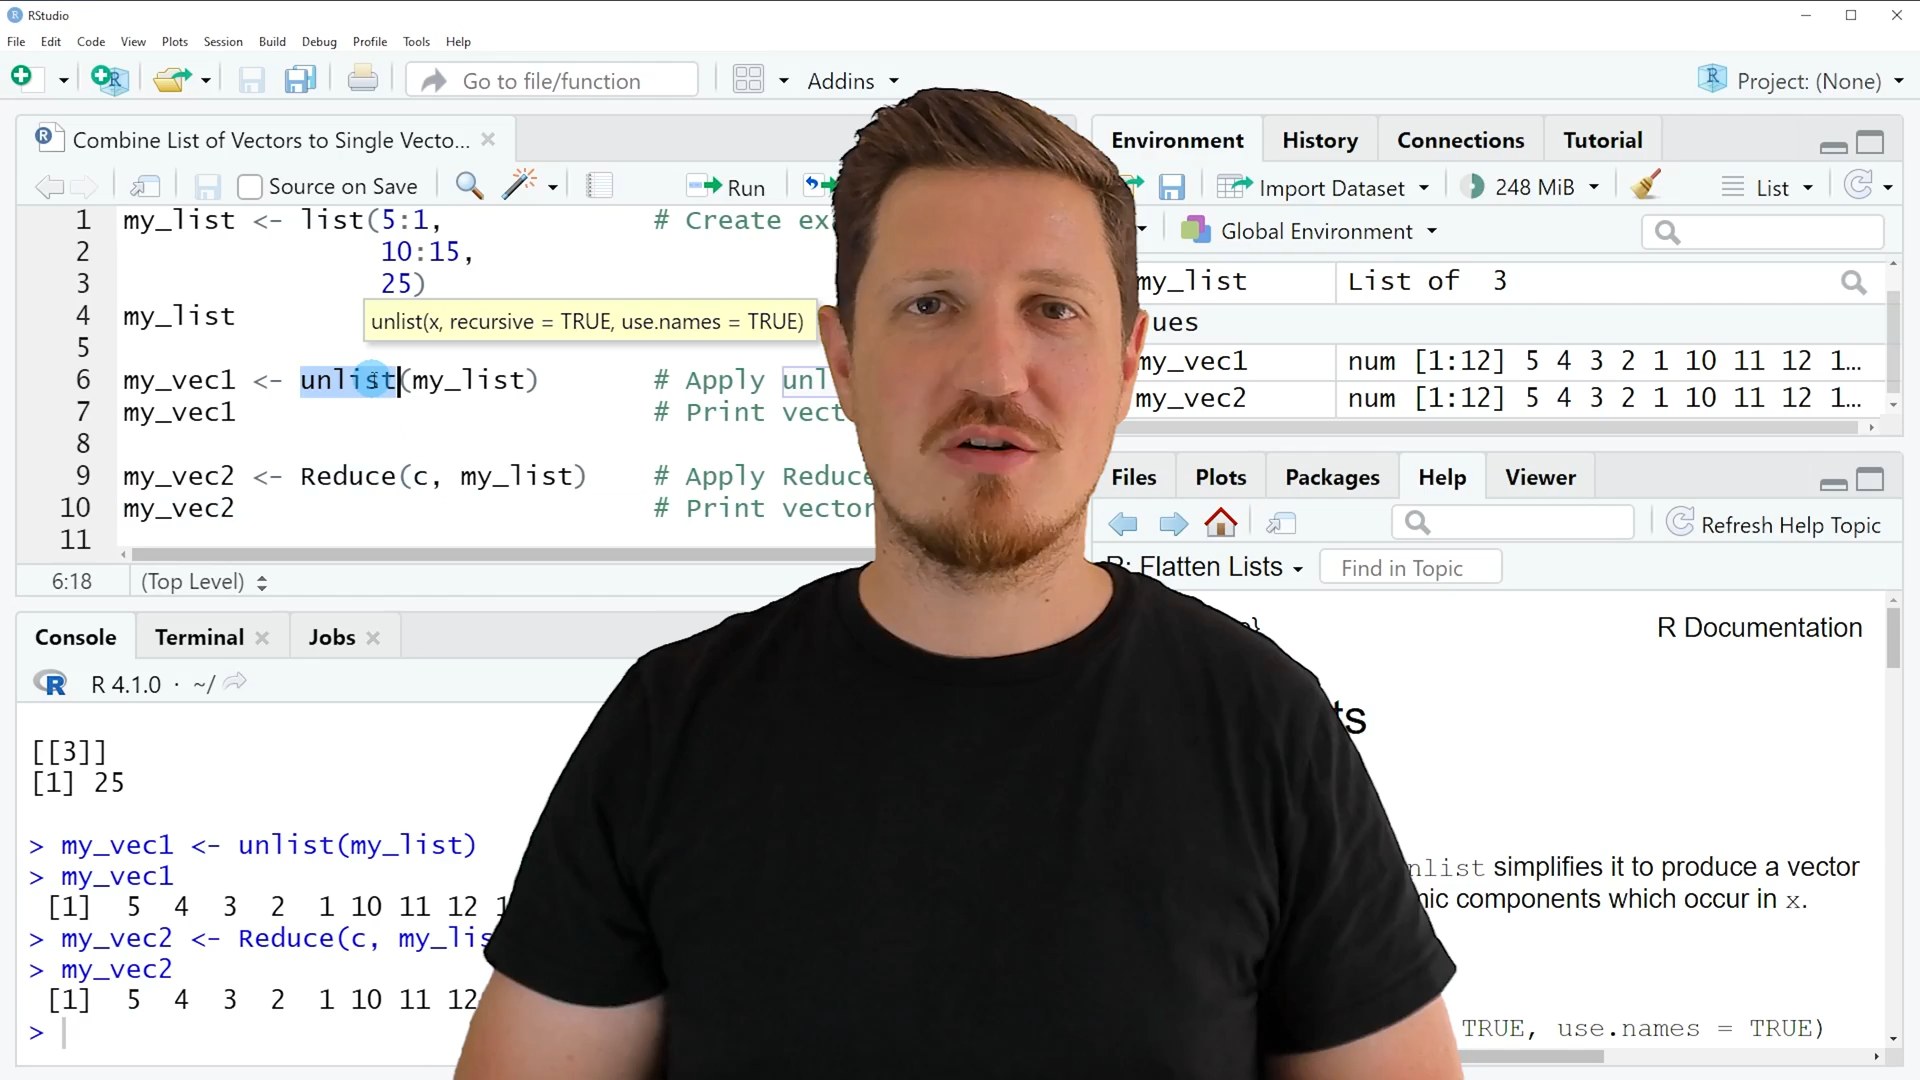 RStudio
File Edit Code View Plots Session Build Debug Profile Tools Help
Go to file/function Addins Project: (None)
Combine List of Vectors to Single Vecto...
Source on Save Run
1 my_list <- list(5:1, # Create ex
2 10:15,
3 25)
4 my_list
unlist(x, recursive = TRUE, use.names = TRUE)
5
6 my_vec1 <- unlist(my_list) # Apply unl
7 my_vec1 # Print vect
8
9 my_vec2 <- Reduce(c, my_list) # Apply Reduce
10 my_vec2 # Print vector
11
6:18 (Top Level)
Console Terminal Jobs
R 4.1.0 · ~/
[[3]]
[1] 25
> my_vec1 <- unlist(my_list)
> my_vec1
[1] 5 4 3 2 1 10 11 12 1
> my_vec2 <- Reduce(c, my_lis
> my_vec2
[1] 5 4 3 2 1 10 11 12
>
Environment History Connections Tutorial
Import Dataset 248 MiB List
Global Environment
my_list List of 3
ues
my_vec1 num [1:12] 5 4 3 2 1 10 11 12 1...
my_vec2 num [1:12] 5 4 3 2 1 10 11 12 1...
Files Plots Packages Help Viewer
Refresh Help Topic
R: Flatten Lists Find in Topic
R Documentation
ts
nlist simplifies it to produce a vector
ic components which occur in x.
TRUE, use.names = TRUE)